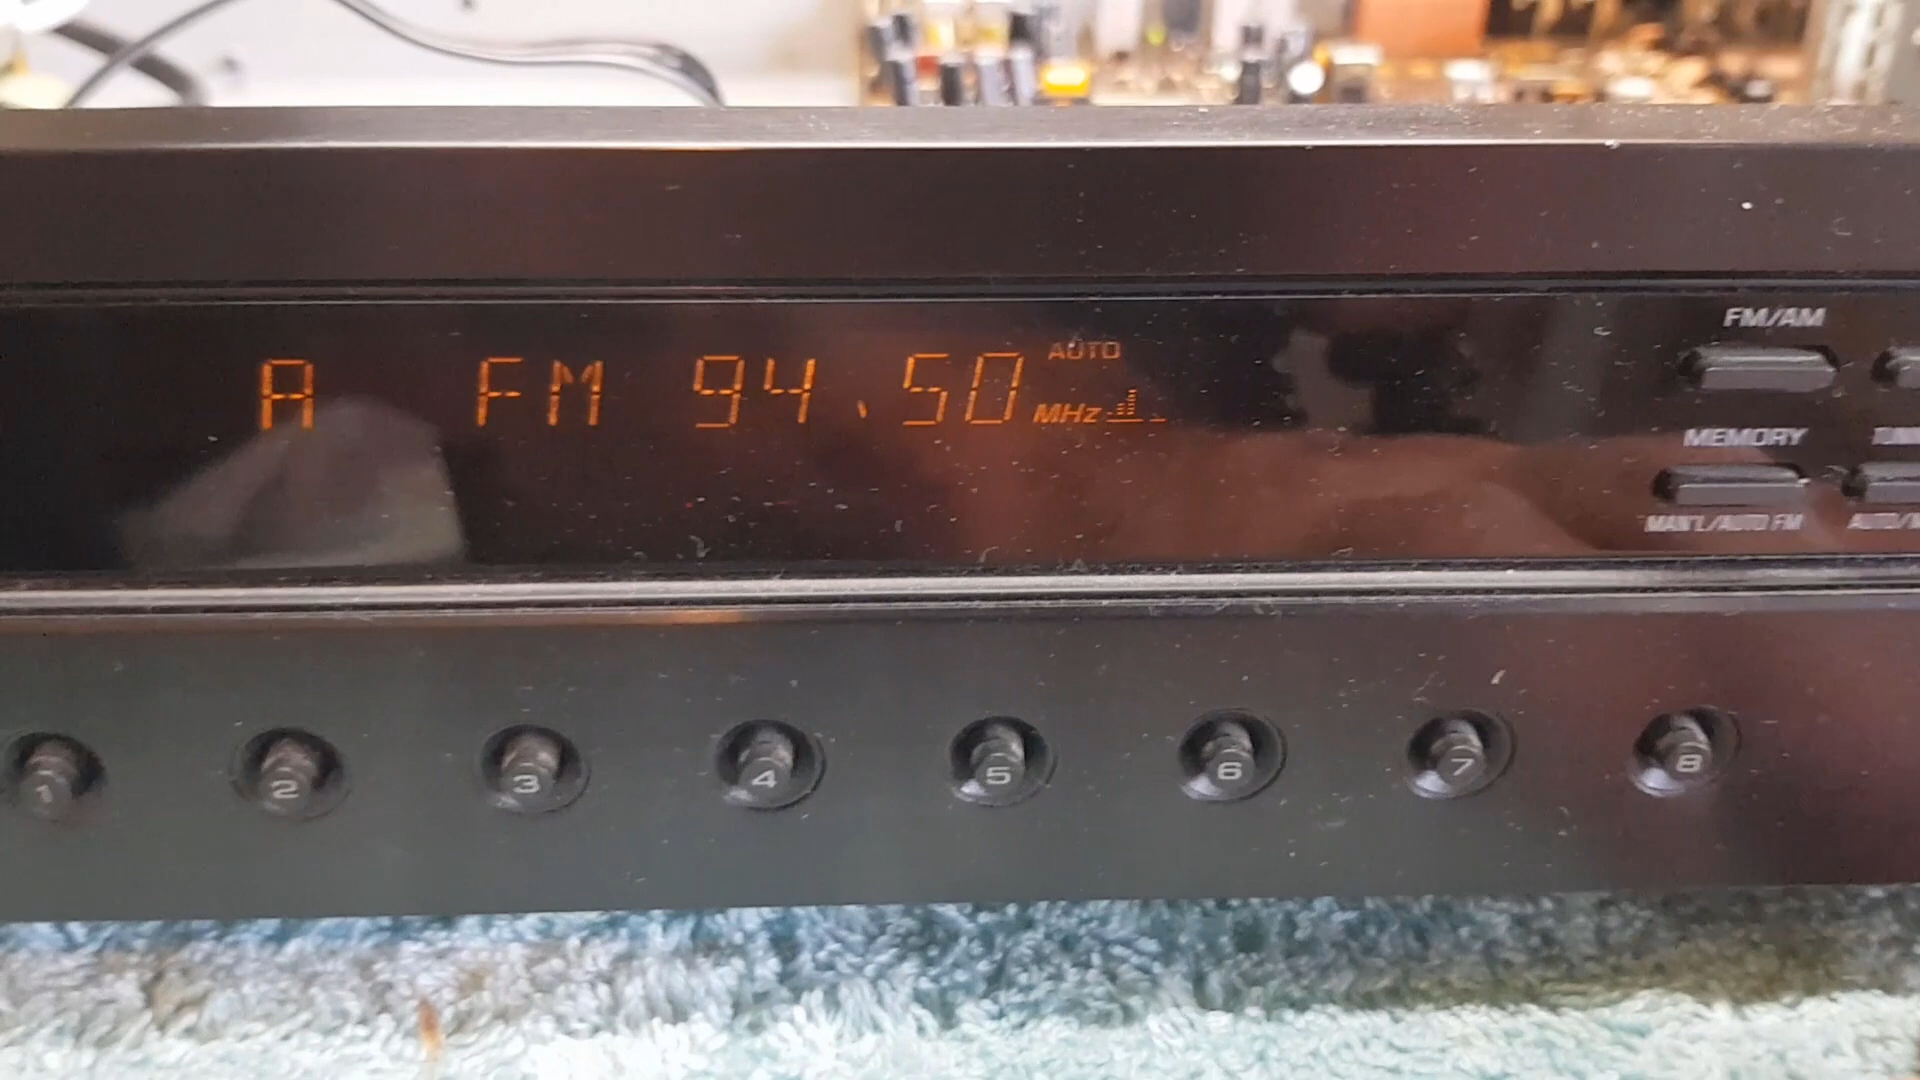 FM/AM
A FM 94.50 MHz AUTO
MEMORY
MAN'L/AUTO FM
1 2 3 4 5 6 7 8